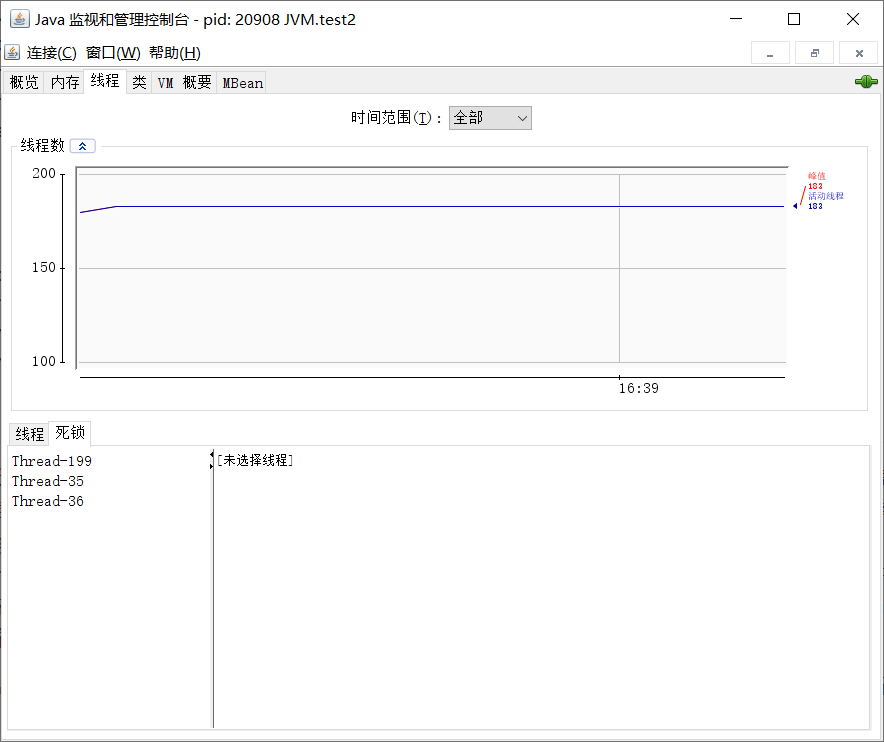 Java 监视和管理控制台 - pid: 20908 JVM.test2
连接(C) 窗口(W) 帮助(H)
概览 内存 线程 类 VM 概要 MBean
时间范围(T): 全部
线程数
200
150
100
峰值
183
活动线程
183
16:39
线程 死锁
Thread-199
Thread-35
Thread-36
[未选择线程]